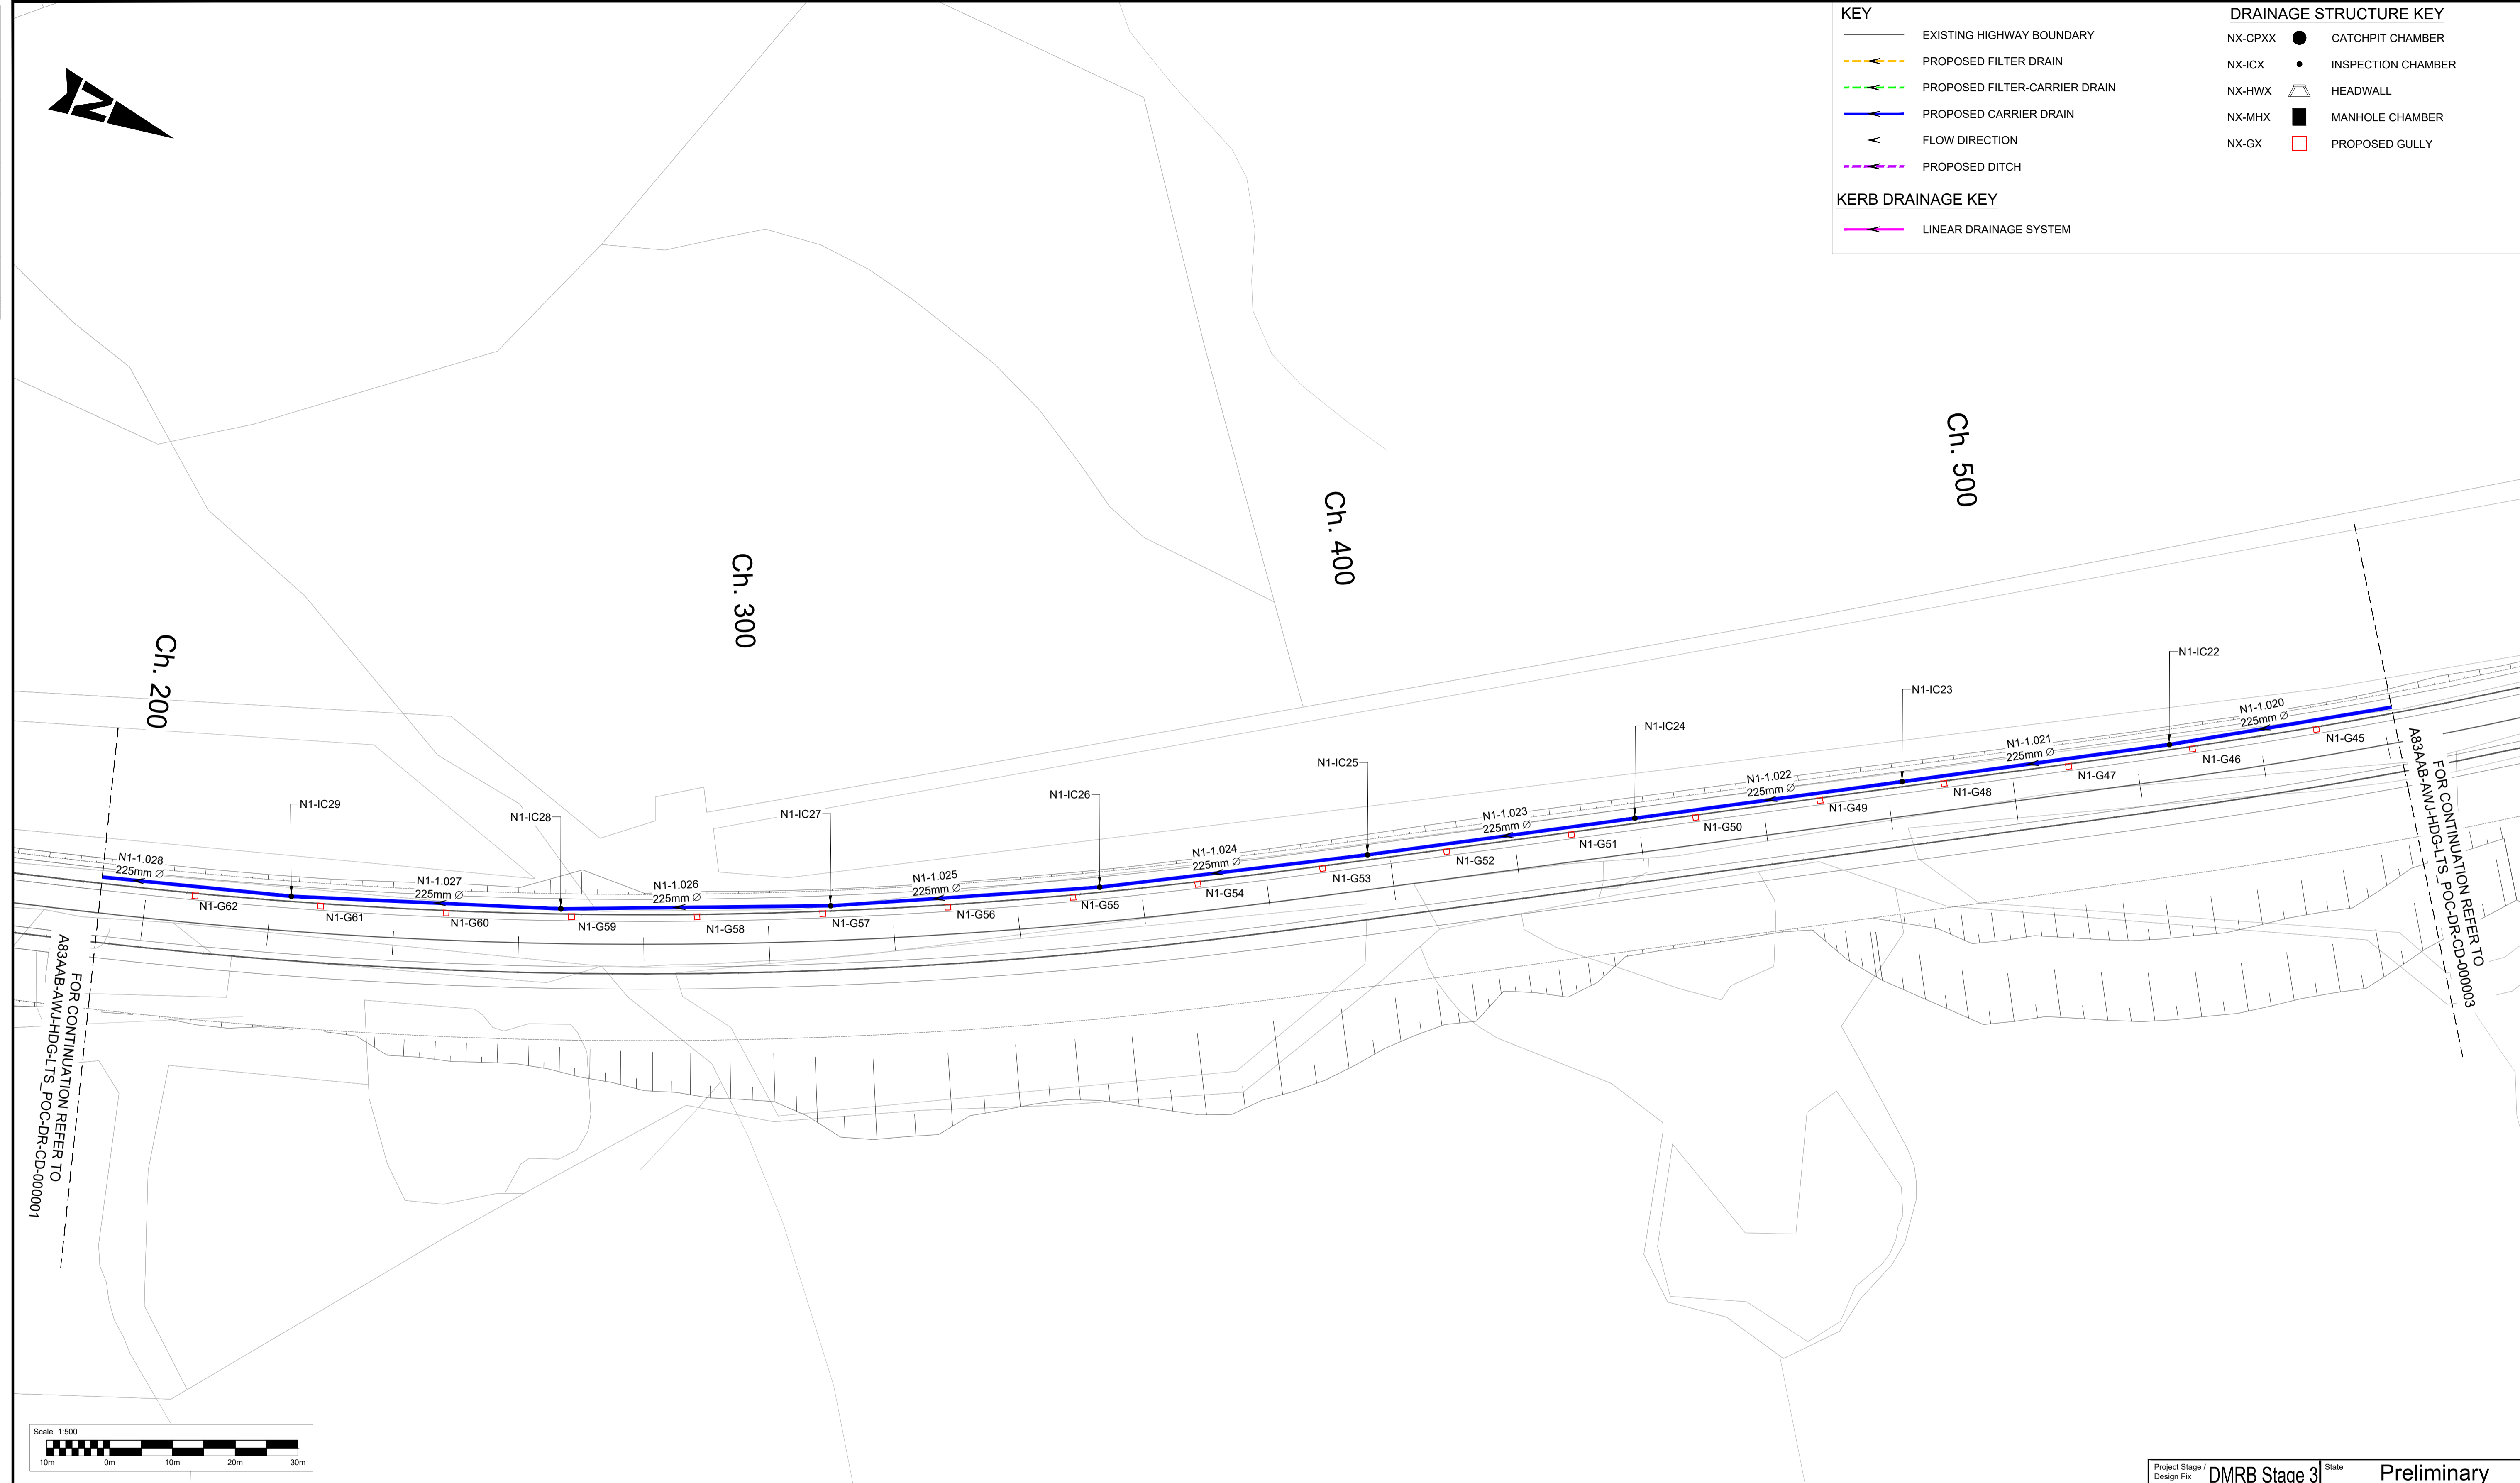 KEY
EXISTING HIGHWAY BOUNDARY
PROPOSED FILTER DRAIN
PROPOSED FILTER-CARRIER DRAIN
PROPOSED CARRIER DRAIN
FLOW DIRECTION
PROPOSED DITCH
KERB DRAINAGE KEY
LINEAR DRAINAGE SYSTEM
DRAINAGE STRUCTURE KEY
NX-CPXX CATCHPIT CHAMBER
NX-ICX INSPECTION CHAMBER
NX-HWX HEADWALL
NX-MHX MANHOLE CHAMBER
NX-GX PROPOSED GULLY
N
Ch. 200
Ch. 300
Ch. 400
Ch. 500
N1-IC29
N1-IC28
N1-IC27
N1-IC26
N1-IC25
N1-IC24
N1-IC23
N1-IC22
N1-1.028
225mm Ø
N1-1.027
225mm Ø
N1-1.026
225mm Ø
N1-1.025
225mm Ø
N1-1.024
225mm Ø
N1-1.023
225mm Ø
N1-1.022
225mm Ø
N1-1.021
225mm Ø
N1-1.020
225mm Ø
N1-G62
N1-G61
N1-G60
N1-G59
N1-G58
N1-G57
N1-G56
N1-G55
N1-G54
N1-G53
N1-G52
N1-G51
N1-G50
N1-G49
N1-G48
N1-G47
N1-G46
N1-G45
FOR CONTINUATION REFER TO
A83AAB-AWJ-HDG-LTS_POC-DR-CD-000001
FOR CONTINUATION REFER TO
A83AAB-AWJ-HDG-LTS_POC-DR-CD-000003
Scale 1:500
10m 0m 10m 20m 30m
Project Stage /
Design Fix
DMRB Stage 3
State
Preliminary